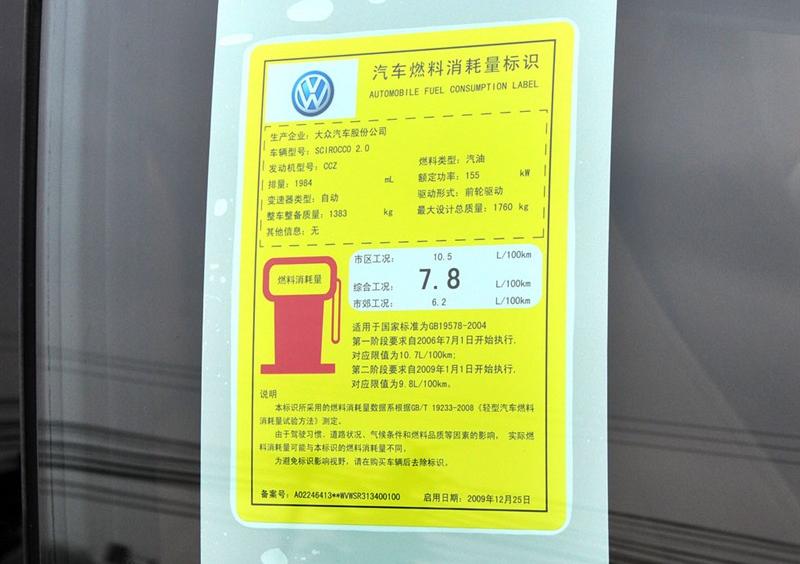 汽车燃料消耗量标识
AUTOMOBILE FUEL CONSUMPTION LABEL
生产企业：大众汽车股份公司
车辆型号：SCIROCCO 2.0
发动机型号：CCZ 燃料类型：汽油
排量：1984 mL 额定功率：155 kW
变速器类型：自动 驱动形式：前轮驱动
整车整备质量：1383 kg 最大设计总质量：1760 kg
其他信息：无
燃料消耗量
市区工况： 10.5 L/100km
综合工况： 7.8 L/100km
市郊工况： 6.2 L/100km
适用于国家标准为GB19578-2004
第一阶段要求自2006年7月1日开始执行，
对应限值为10.7L/100km;
第二阶段要求自2009年1月1日开始执行，
对应限值为9.8L/100km。
说明
本标识所采用的燃料消耗量数据系根据GB/T 19233-2008《轻型汽车燃料
消耗量试验方法》测定。
由于驾驶习惯、道路状况、气候条件和燃料品质等因素的影响， 实际燃
料消耗量可能与本标识的燃料消耗量不同。
为避免标识影响视野，请在购买车辆后去除标识。
备案号：A02246413**WVWSR313400100 启用日期：2009年12月25日